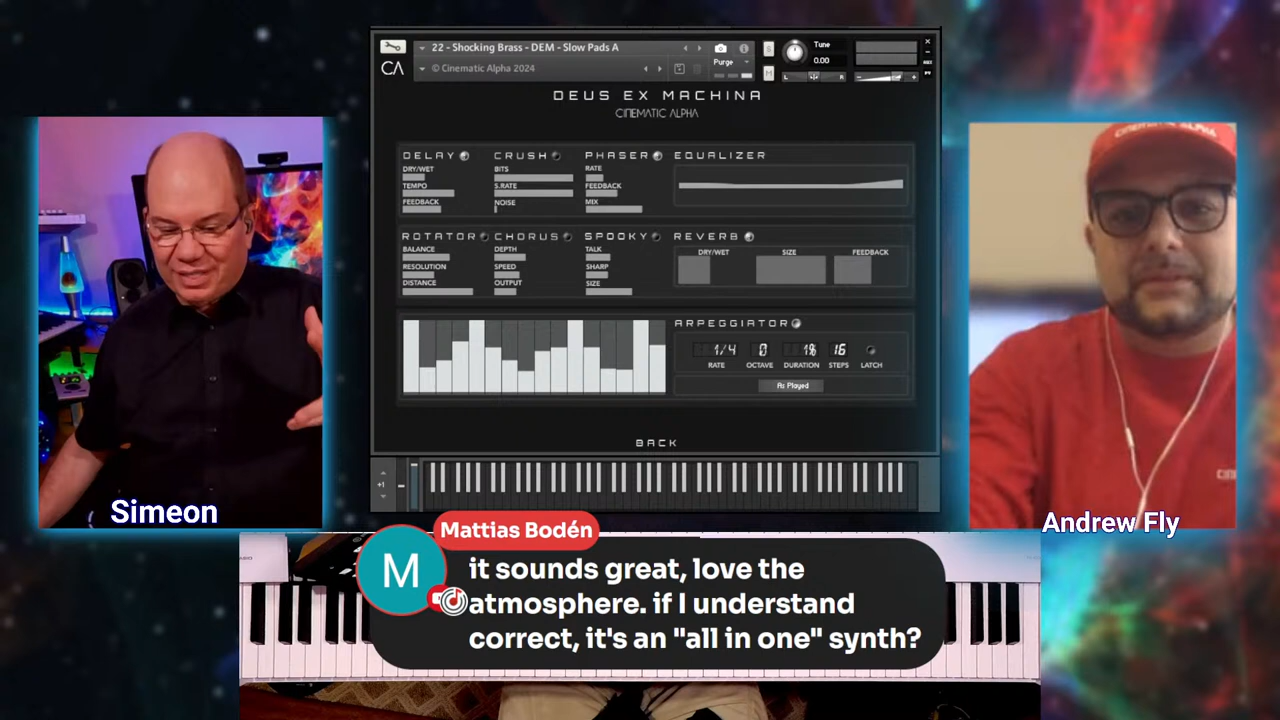 22 - Shocking Brass - DEM - Slow Pads A
© Cinematic Alpha 2024
Purge
S
M
Tune
0.00
L
R
CA
DEUS EX MACHINA
CINEMATIC ALPHA
DELAY
DRY/WET
TEMPO
FEEDBACK
CRUSH
BITS
S.RATE
NOISE
PHASER
RATE
FEEDBACK
MIX
EQUALIZER
ROTATOR
BALANCE
RESOLUTION
DISTANCE
CHORUS
DEPTH
SPEED
OUTPUT
SPOOKY
TALK
SHARP
SIZE
REVERB
DRY/WET
SIZE
FEEDBACK
ARPEGGIATOR
1/4
0
1%
16
RATE
OCTAVE
DURATION
STEPS
LATCH
As Played
BACK
+1
CINEMATIC ALPHA
Simeon
Andrew Fly
Mattias Bodén
M
it sounds great, love the
atmosphere. if I understand
correct, it's an "all in one" synth?